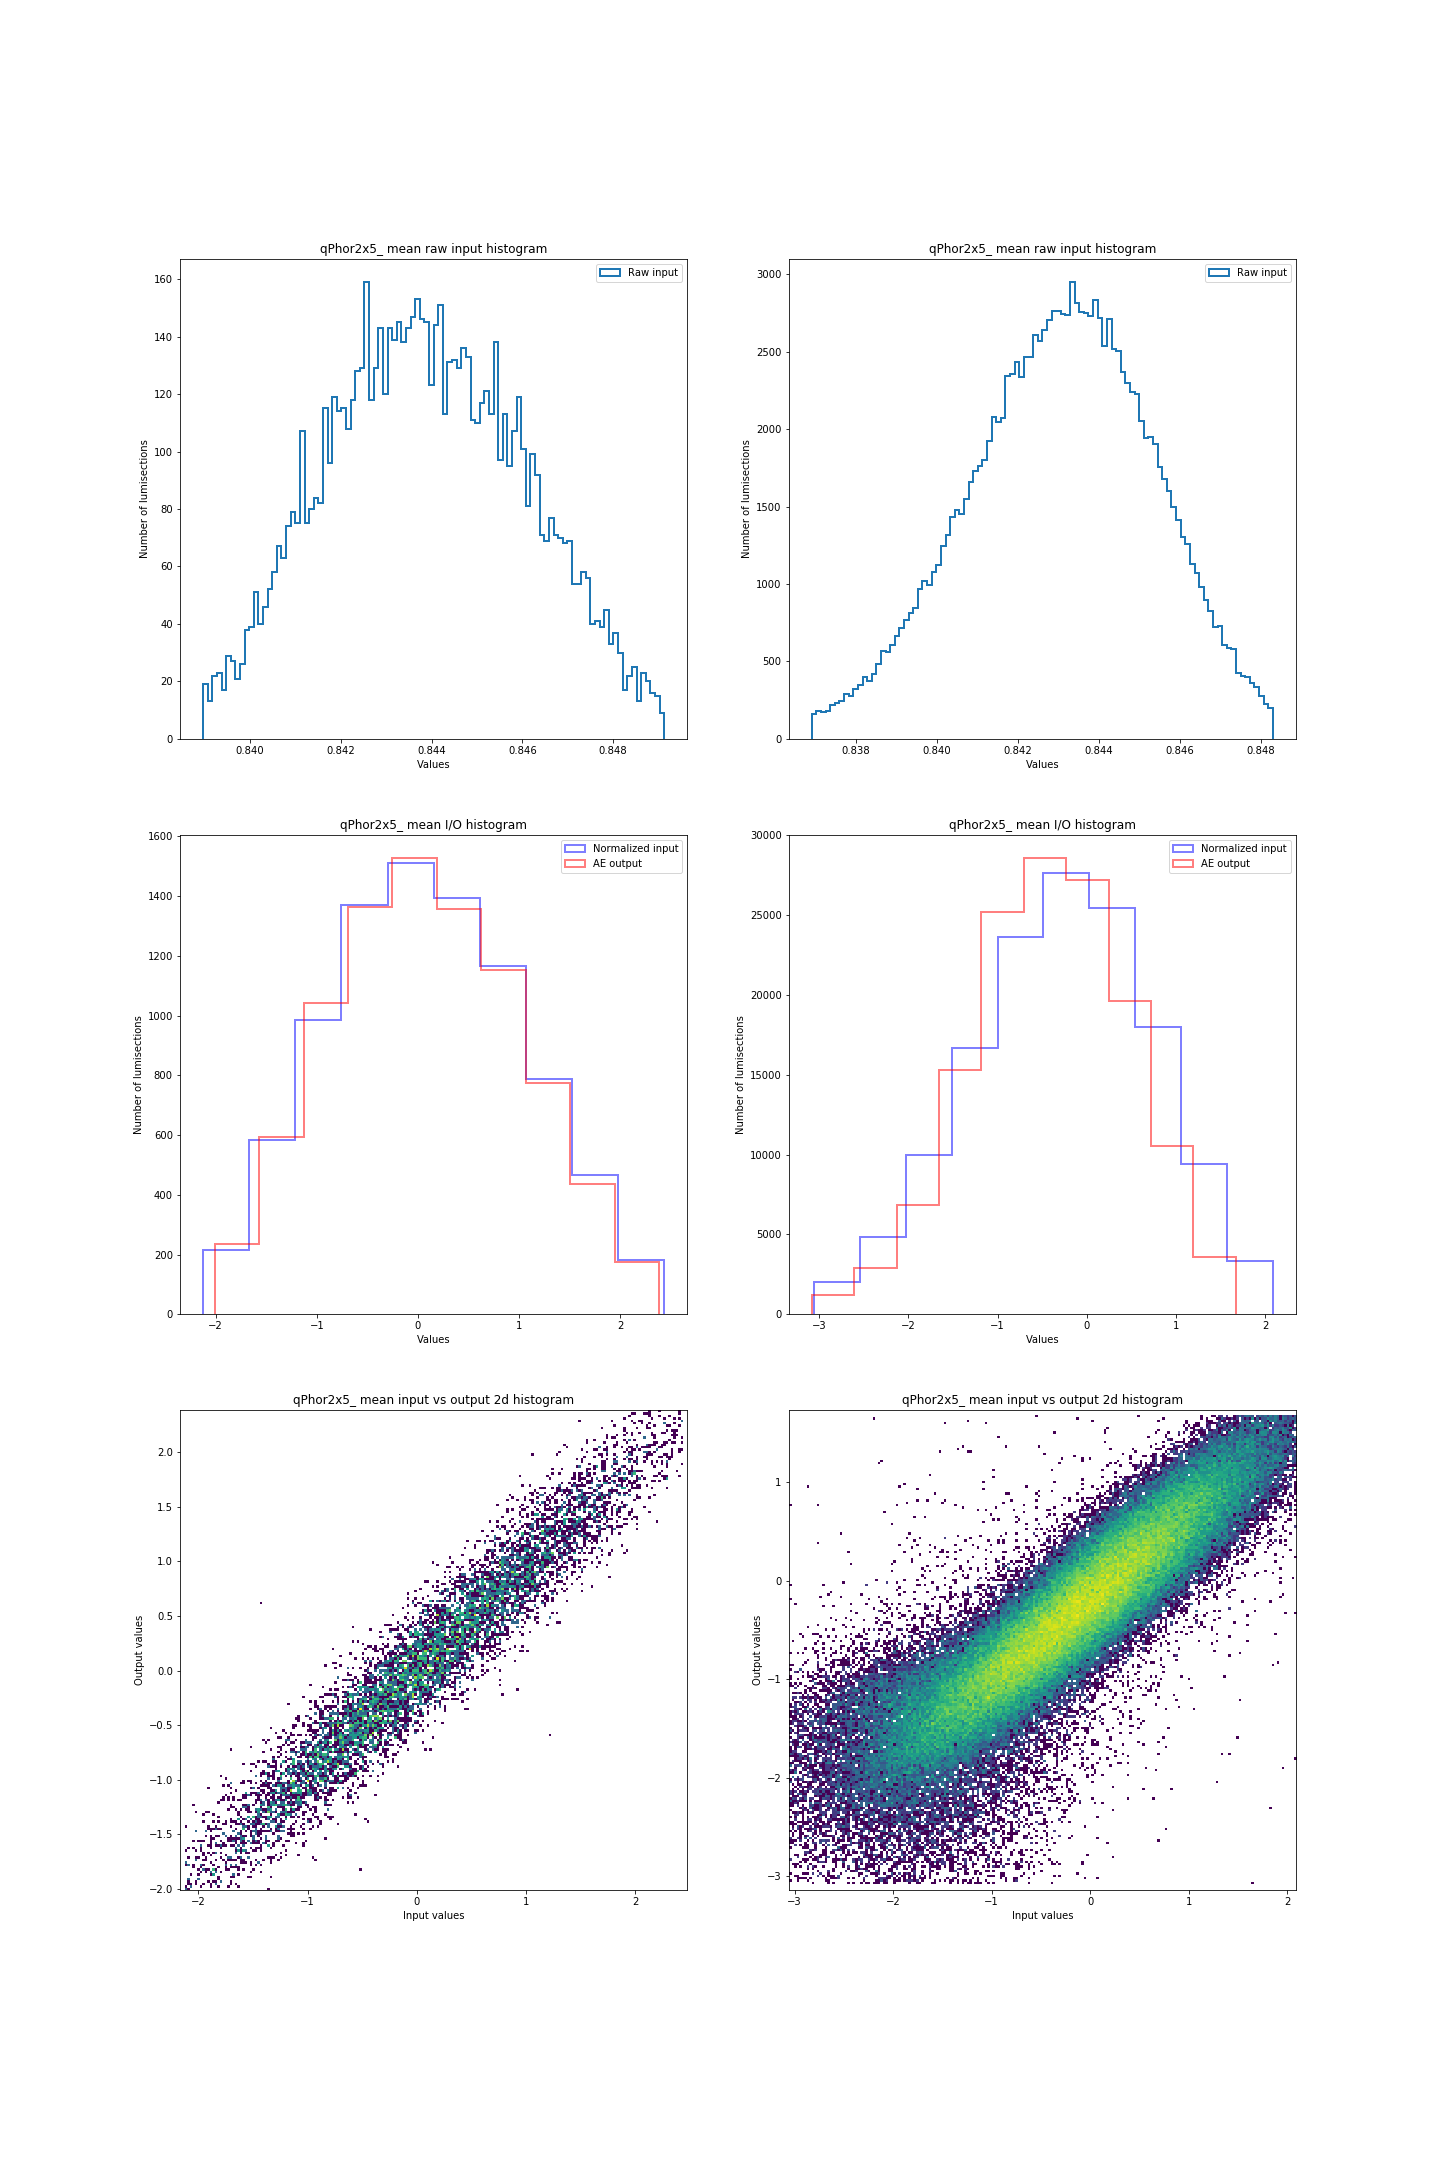 qPhor2x5_ mean raw input histogram
Raw input
160
140
120
100
80
60
40
20
0
Number of lumisections
0.840 0.842 0.844 0.846 0.848
Values
qPhor2x5_ mean raw input histogram
Raw input
3000
2500
2000
1500
1000
500
0
Number of lumisections
0.838 0.840 0.842 0.844 0.846 0.848
Values
qPhor2x5_ mean I/O histogram
Normalized input
AE output
1600
1400
1200
1000
800
600
400
200
0
Number of lumisections
−2 −1 0 1 2
Values
qPhor2x5_ mean I/O histogram
Normalized input
AE output
30000
25000
20000
15000
10000
5000
0
Number of lumisections
−3 −2 −1 0 1 2
Values
qPhor2x5_ mean input vs output 2d histogram
2.0
1.5
1.0
0.5
0.0
−0.5
−1.0
−1.5
−2.0
Output values
−2 −1 0 1 2
Input values
qPhor2x5_ mean input vs output 2d histogram
1
0
−1
−2
−3
Output values
−3 −2 −1 0 1 2
Input values